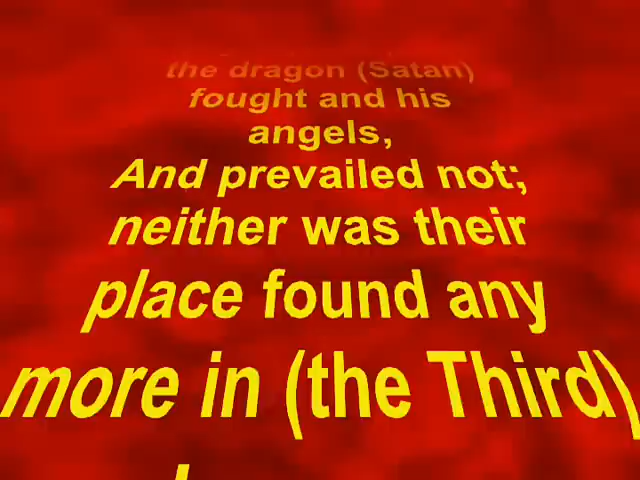 the dragon (Satan)
fought and his
angels,
And prevailed not;
neither was their
place found any
more in (the Third)